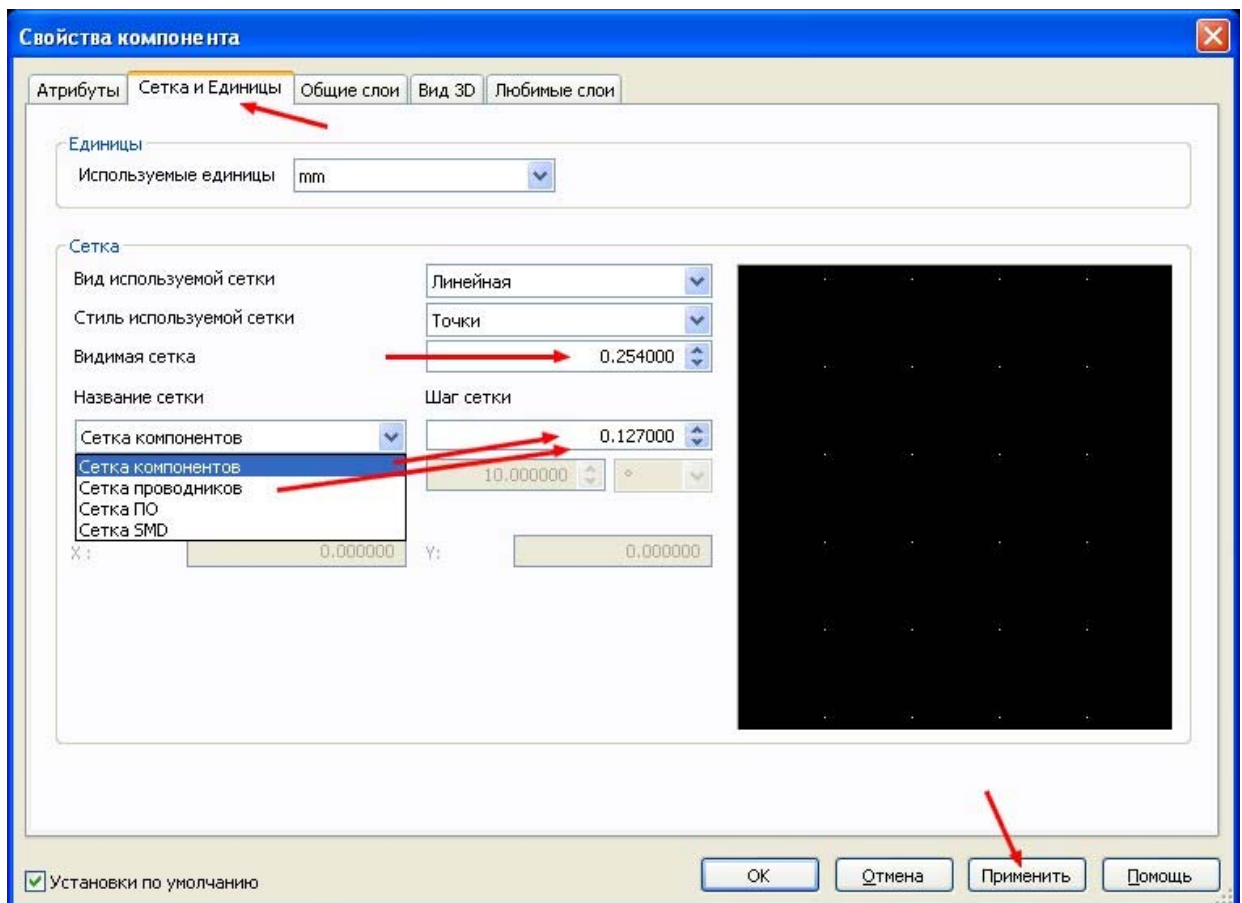 Свойства компонента
Атрибуты Сетка и Единицы Общие слои Вид 3D Любимые слои
Единицы
Используемые единицы mm
Сетка
Вид используемой сетки Линейная
Стиль используемой сетки Точки
Видимая сетка 0.254000
Название сетки Шаг сетки
Сетка компонентов 0.127000
Сетка компонентов
10.000000 °
Сетка проводников
Сетка ПО
Сетка SMD
X : 0.000000 Y: 0.000000
Установки по умолчанию OK Отмена Применить Помощь